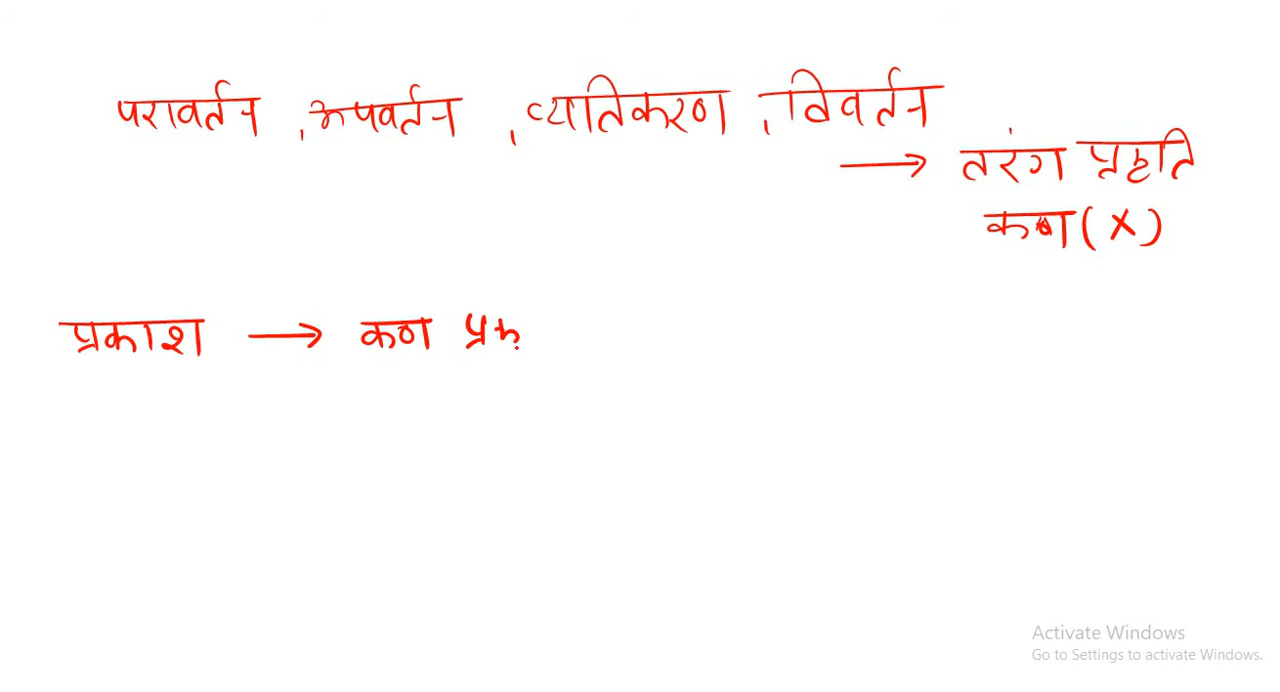 परावर्तन , अपवर्तन , व्यतिकरण , विवर्तन
→ तरंग प्रकृति
कण (X)
प्रकाश → कण प्रक
Activate Windows
Go to Settings to activate Windows.